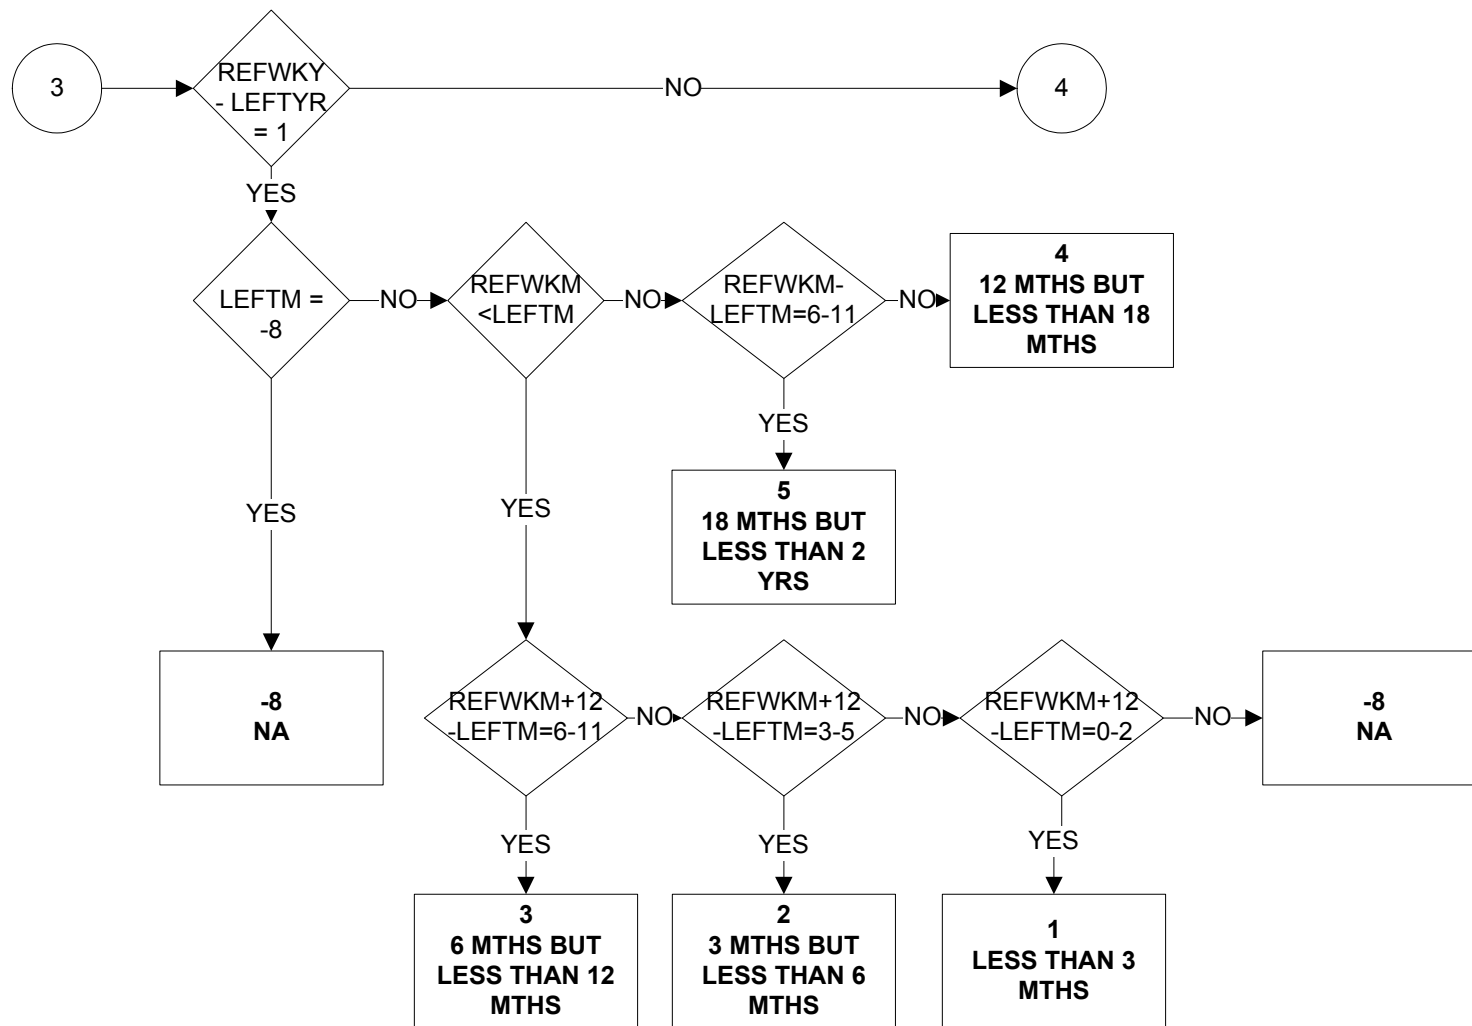 3
REFWKY
- LEFTYR
= 1
NO
4
YES
LEFTM =
-8
NO
REFWKM
<LEFTM
NO
REFWKM-
LEFTM=6-11
NO
4
12 MTHS BUT
LESS THAN 18
MTHS
YES
YES
YES
5
18 MTHS BUT
LESS THAN 2
YRS
-8
NA
REFWKM+12
-LEFTM=6-11
NO
REFWKM+12
-LEFTM=3-5
NO
REFWKM+12
-LEFTM=0-2
NO
-8
NA
YES
YES
YES
3
6 MTHS BUT
LESS THAN 12
MTHS
2
3 MTHS BUT
LESS THAN 6
MTHS
1
LESS THAN 3
MTHS